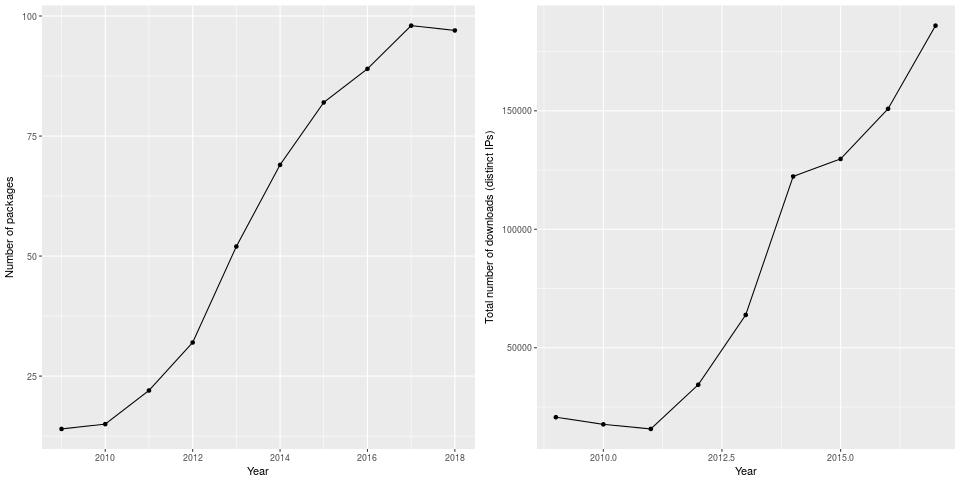 Number of packages
100
75
50
25
2010 2012 2014 2016 2018
Year
Total number of downloads (distinct IPs)
150000
100000
50000
2010.0 2012.5 2015.0
Year